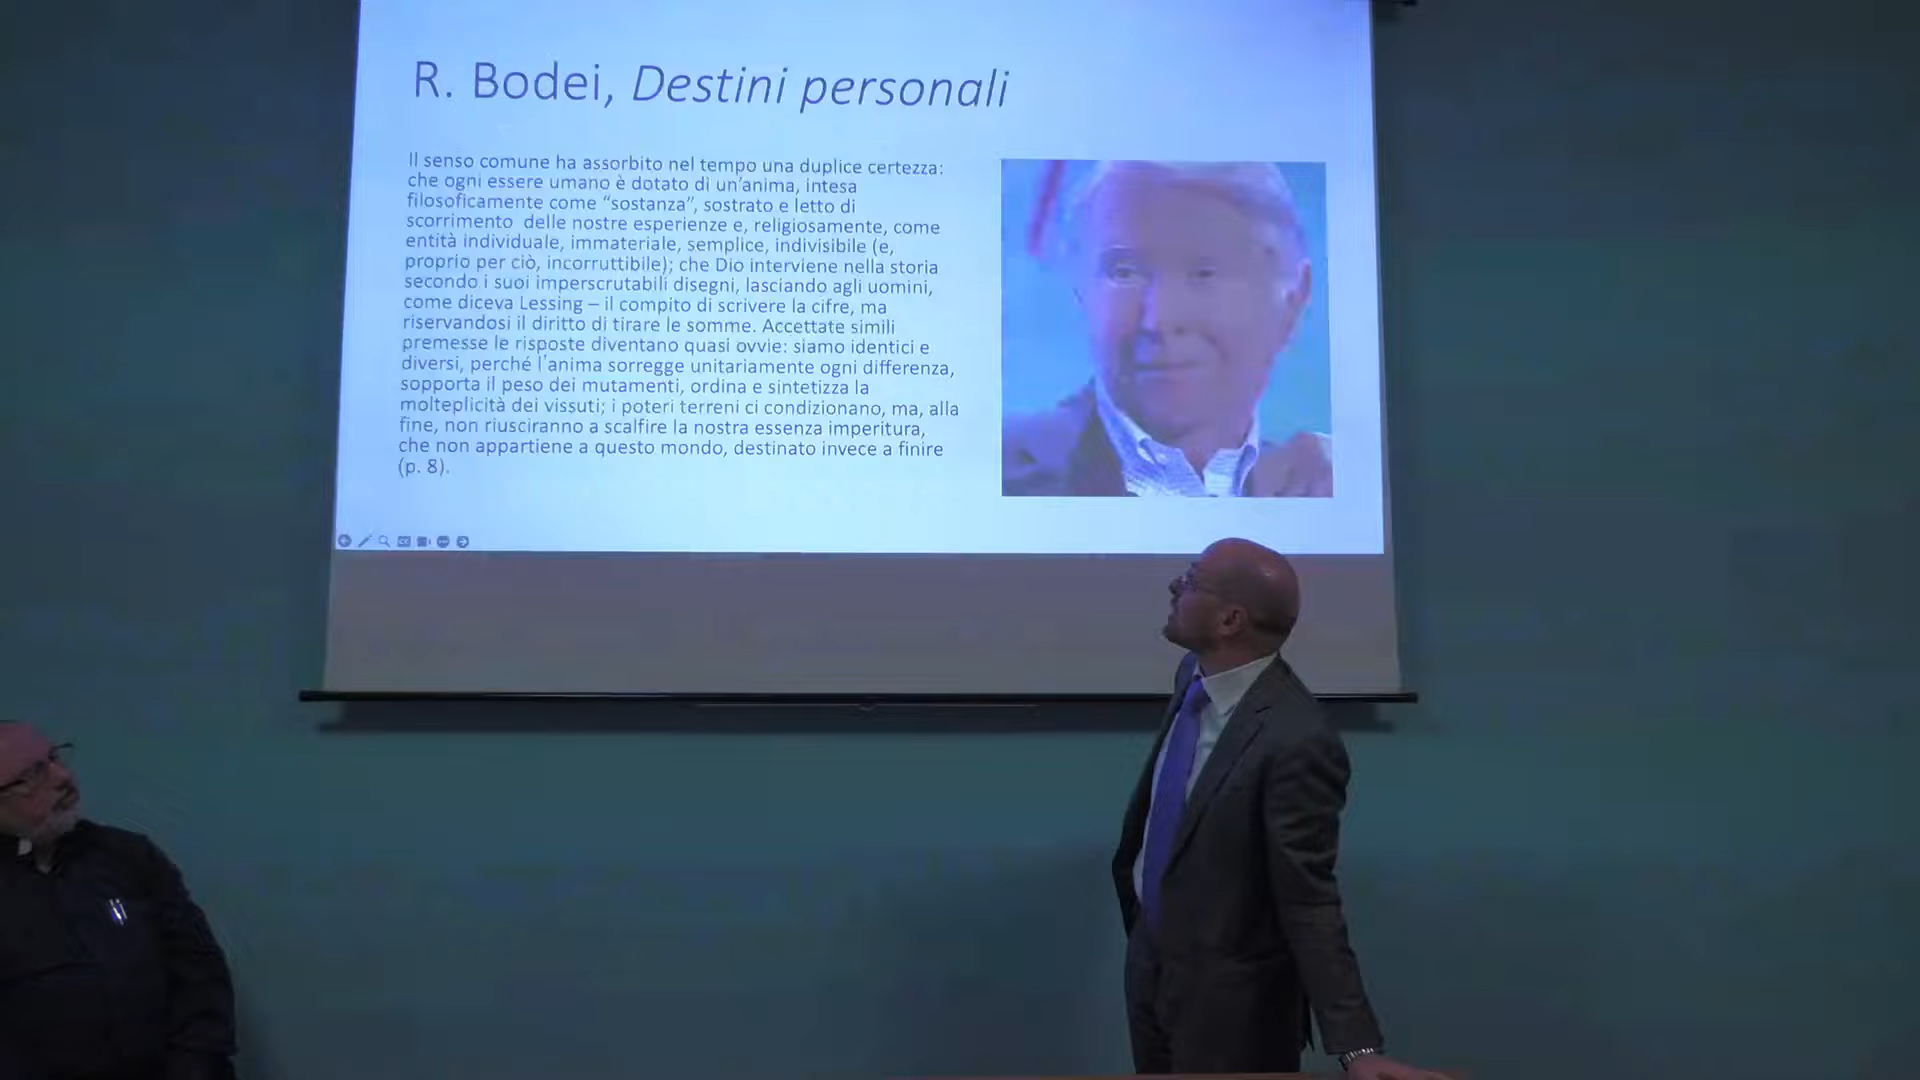 R. Bodei, Destini personali
Il senso comune ha assorbito nel tempo una duplice certezza:
che ogni essere umano è dotato di un'anima, intesa
filosoficamente come “sostanza”, sostrato e letto di
scorrimento delle nostre esperienze e, religiosamente, come
entità individuale, immateriale, semplice, indivisibile (e,
proprio per ciò, incorruttibile); che Dio interviene nella storia
secondo i suoi imperscrutabili disegni, lasciando agli uomini,
come diceva Lessing – il compito di scrivere la cifre, ma
riservandosi il diritto di tirare le somme. Accettate simili
premesse le risposte diventano quasi ovvie: siamo identici e
diversi, perché l'anima sorregge unitariamente ogni differenza,
sopporta il peso dei mutamenti, ordina e sintetizza la
molteplicità dei vissuti; i poteri terreni ci condizionano, ma, alla
fine, non riusciranno a scalfire la nostra essenza imperitura,
che non appartiene a questo mondo, destinato invece a finire
(p. 8).